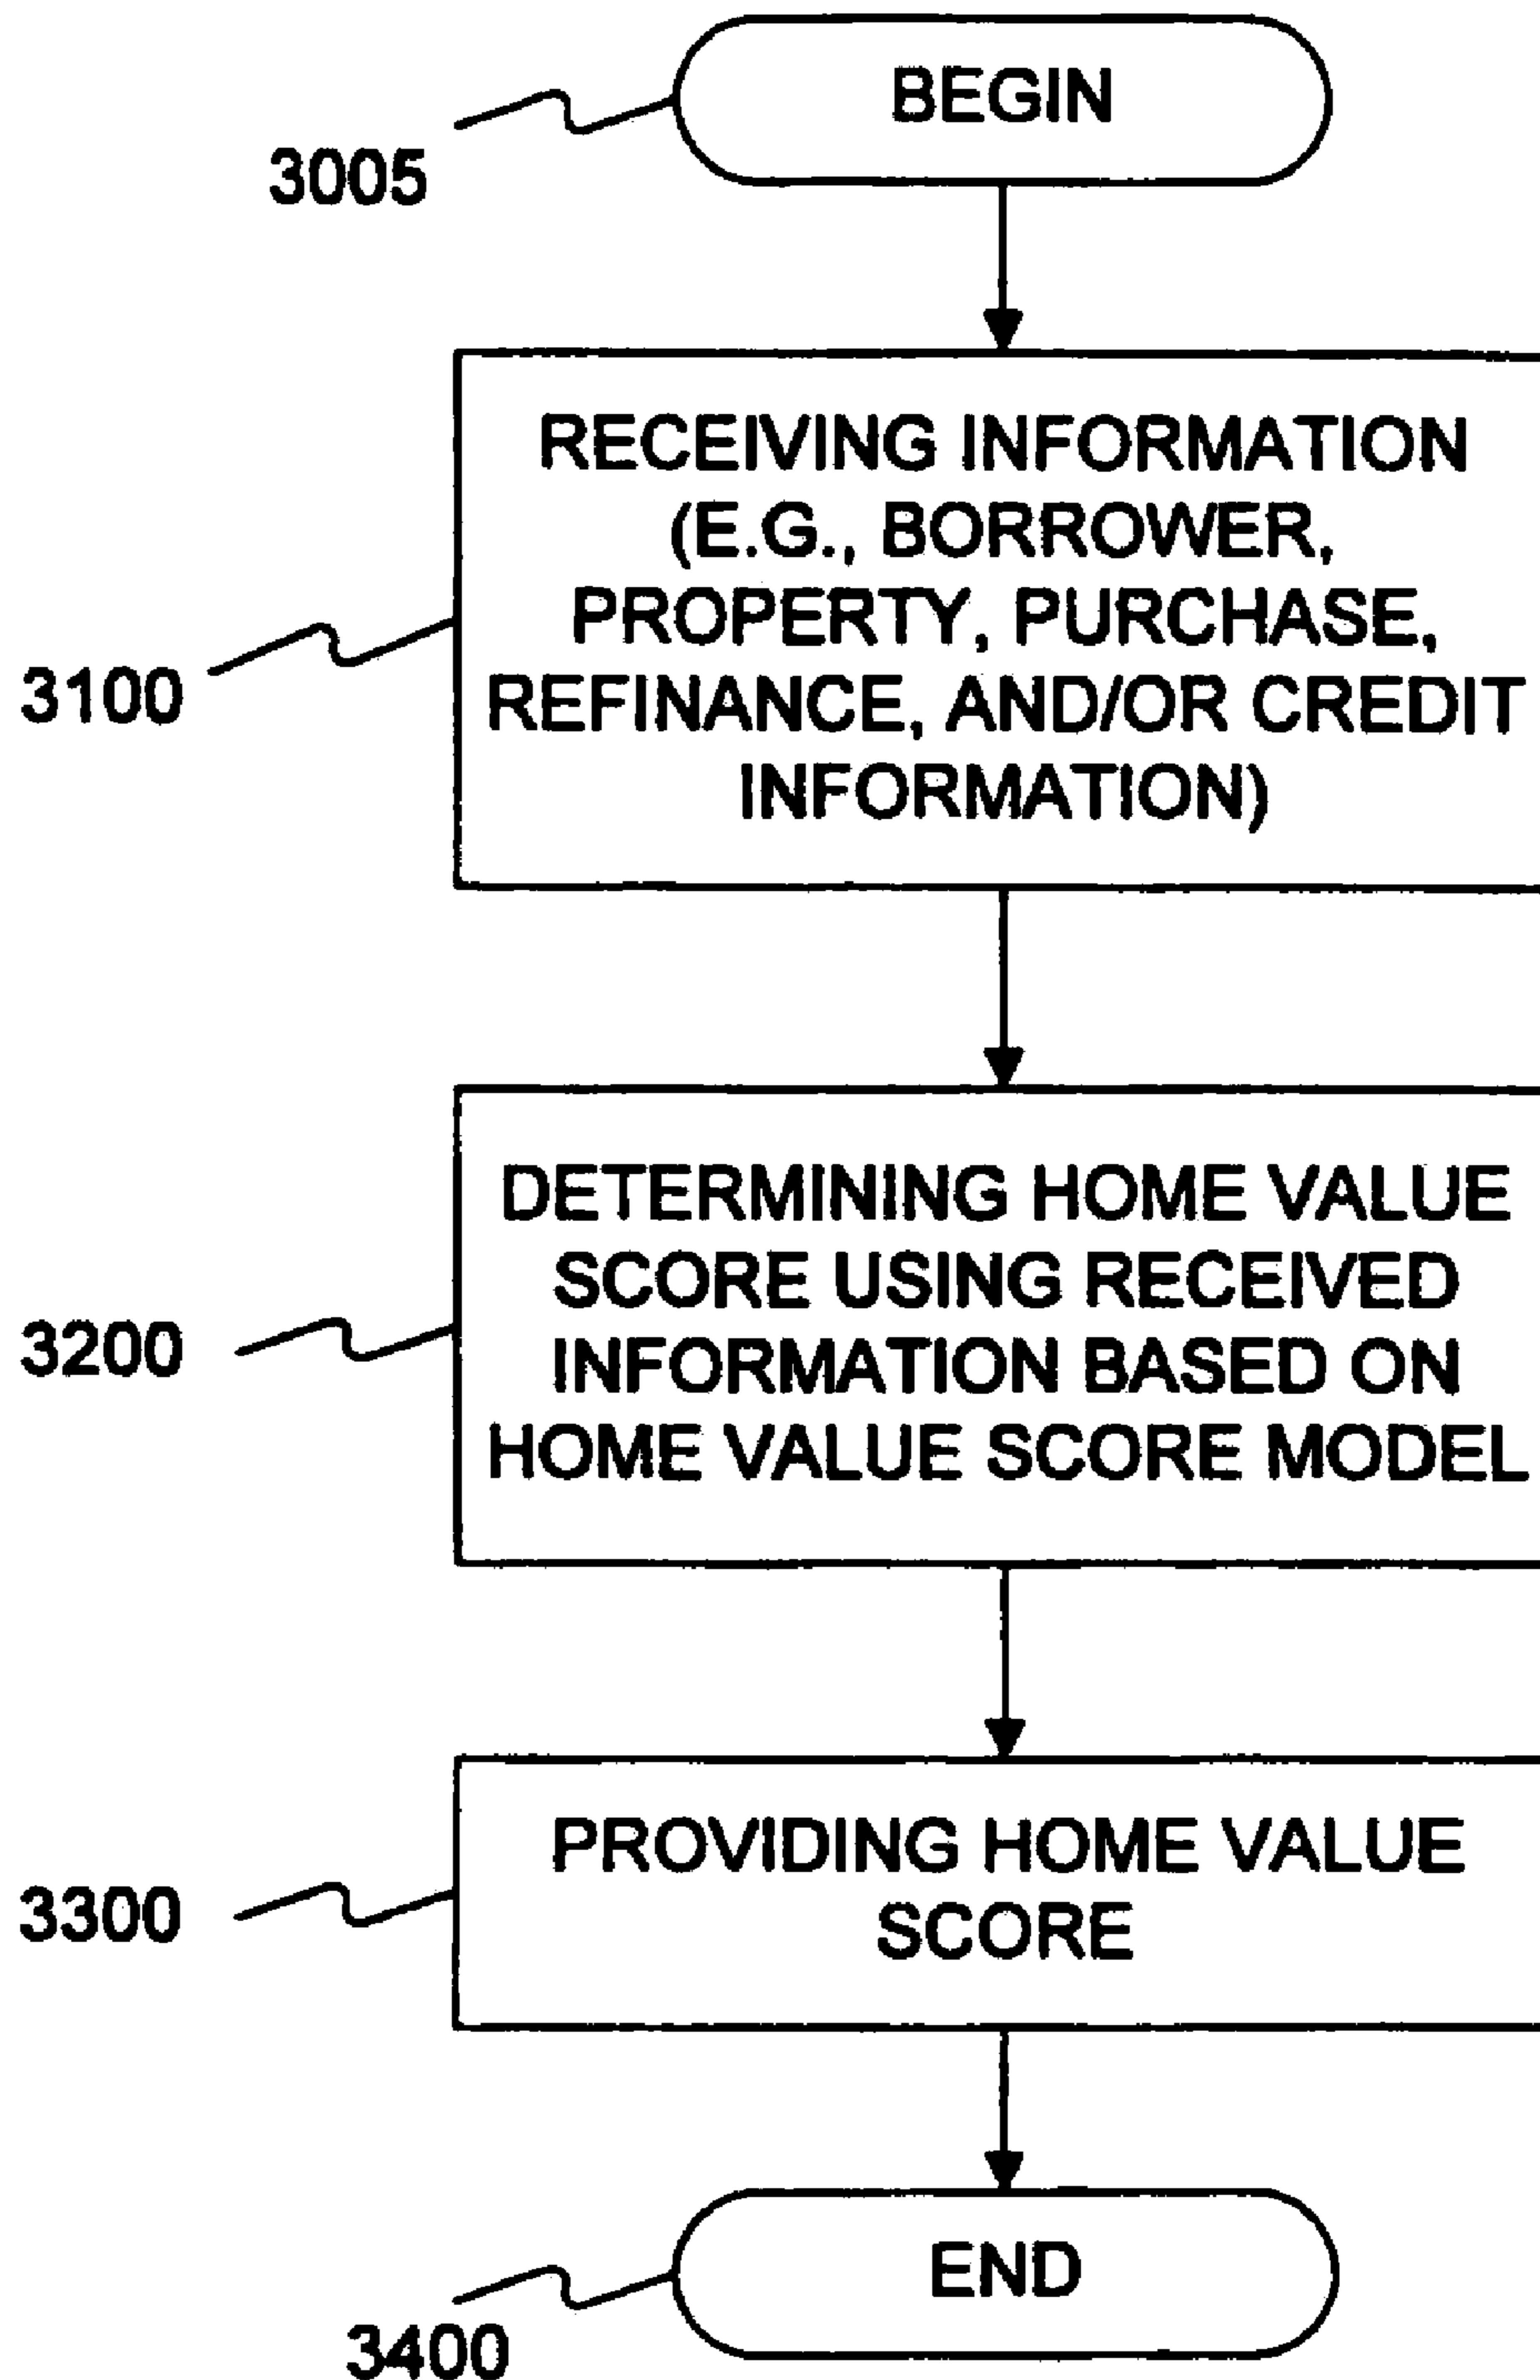 BEGIN
3005
RECEIVING INFORMATION
(E.G., BORROWER,
PROPERTY, PURCHASE,
REFINANCE, AND/OR CREDIT
INFORMATION)
3100
DETERMINING HOME VALUE
SCORE USING RECEIVED
INFORMATION BASED ON
HOME VALUE SCORE MODEL
3200
PROVIDING HOME VALUE
SCORE
3300
END
3400